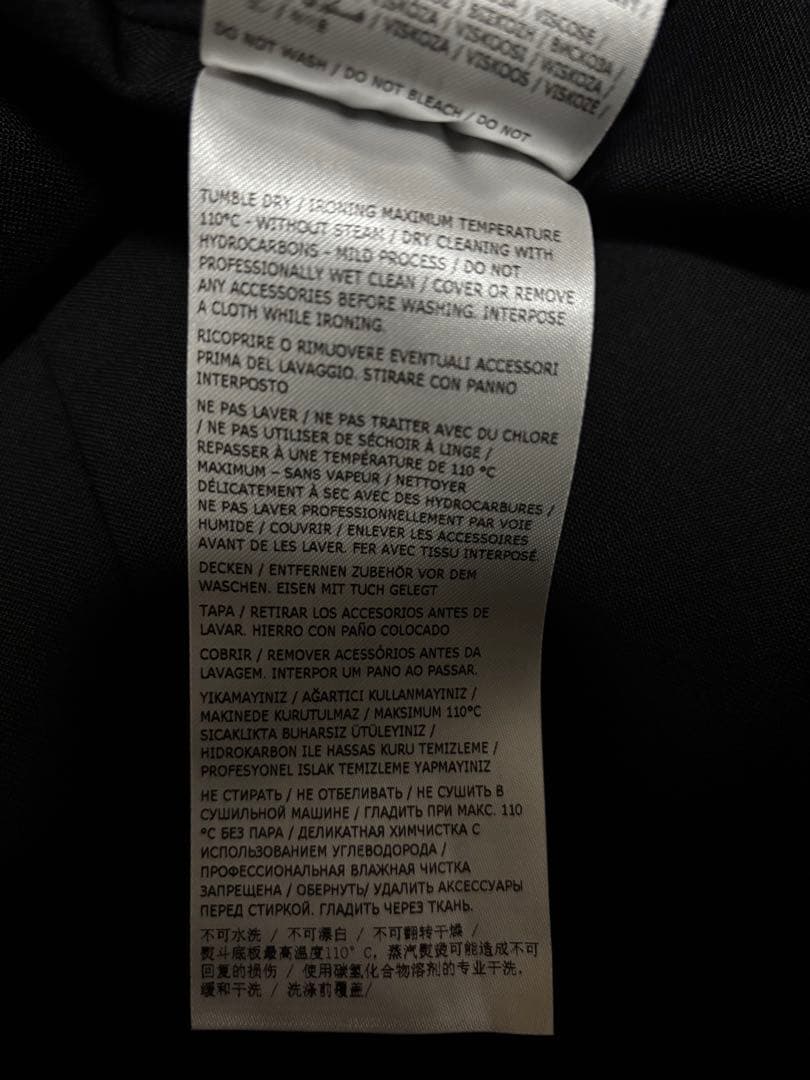 VISCOSE /
ВИСКОЗА /
VISKOZA / VISKOOSI / WISKOZA /
VISKOZA / VISKOOS / VISKOZE /
DO NOT WASH / DO NOT BLEACH / DO NOT
TUMBLE DRY / IRONING MAXIMUM TEMPERATURE
110°C - WITHOUT STEAM / DRY CLEANING WITH
HYDROCARBONS - MILD PROCESS / DO NOT
PROFESSIONALLY WET CLEAN / COVER OR REMOVE
ANY ACCESSORIES BEFORE WASHING. INTERPOSE
A CLOTH WHILE IRONING.
RICOPRIRE O RIMUOVERE EVENTUALI ACCESSORI
PRIMA DEL LAVAGGIO. STIRARE CON PANNO
INTERPOSTO
NE PAS LAVER / NE PAS TRAITER AVEC DU CHLORE
/ NE PAS UTILISER DE SÉCHOIR À LINGE /
REPASSER À UNE TEMPÉRATURE DE 110 °C
MAXIMUM – SANS VAPEUR / NETTOYER
DÉLICATEMENT À SEC AVEC DES HYDROCARBURES /
NE PAS LAVER PROFESSIONNELLEMENT PAR VOIE
HUMIDE / COUVRIR / ENLEVER LES ACCESSOIRES
AVANT DE LES LAVER. FER AVEC TISSU INTERPOSÉ.
DECKEN / ENTFERNEN ZUBEHÖR VOR DEM
WASCHEN. EISEN MIT TUCH GELEGT
TAPA / RETIRAR LOS ACCESORIOS ANTES DE
LAVAR. HIERRO CON PAÑO COLOCADO
COBRIR / REMOVER ACESSÓRIOS ANTES DA
LAVAGEM. INTERPOR UM PANO AO PASSAR.
YIKAMAYINIZ / AĞARTICI KULLANMAYINIZ /
MAKINEDE KURUTULMAZ / MAKSIMUM 110°C
SICAKLIKTA BUHARSIZ ÜTÜLEYINIZ /
HIDROKARBON ILE HASSAS KURU TEMIZLEME /
PROFESYONEL ISLAK TEMIZLEME YAPMAYINIZ
НЕ СТИРАТЬ / НЕ ОТБЕЛИВАТЬ / НЕ СУШИТЬ В
СУШИЛЬНОЙ МАШИНЕ / ГЛАДИТЬ ПРИ МАКС. 110
°C БЕЗ ПАРА / ДЕЛИКАТНАЯ ХИМЧИСТКА С
ИСПОЛЬЗОВАНИЕМ УГЛЕВОДОРОДА /
ПРОФЕССИОНАЛЬНАЯ ВЛАЖНАЯ ЧИСТКА
ЗАПРЕЩЕНА / ОБЕРНУТЬ/ УДАЛИТЬ АКСЕССУАРЫ
ПЕРЕД СТИРКОЙ. ГЛАДИТЬ ЧЕРЕЗ ТКАНЬ.
不可水洗 / 不可漂白 / 不可翻转干燥 /
熨斗底板最高温度110°C, 蒸汽熨烫可能造成不可
回复的损伤 / 使用碳氢化合物溶剂的专业干洗,
缓和干洗 / 洗涤前覆盖/